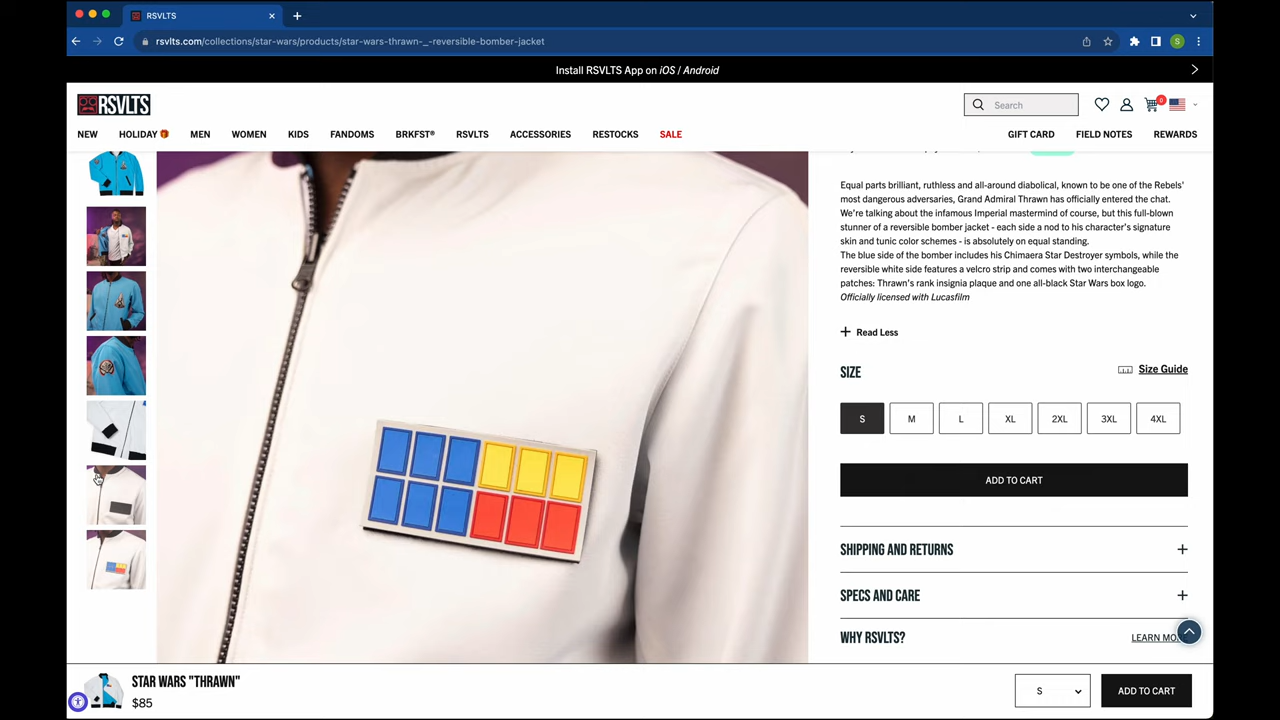 RSVLTS
rsvlts.com/collections/star-wars/products/star-wars-thrawn-_-reversible-bomber-jacket
S
Install RSVLTS App on iOS / Android
RSVLTS
Search
0
NEW
HOLIDAY
MEN
WOMEN
KIDS
FANDOMS
BRKFST®
RSVLTS
ACCESSORIES
RESTOCKS
SALE
GIFT CARD
FIELD NOTES
REWARDS
Equal parts brilliant, ruthless and all-around diabolical, known to be one of the Rebels'
most dangerous adversaries, Grand Admiral Thrawn has officially entered the chat.
We're talking about the infamous Imperial mastermind of course, but this full-blown
stunner of a reversible bomber jacket - each side a nod to his character's signature
skin and tunic color schemes - is absolutely on equal standing.
The blue side of the bomber includes his Chimaera Star Destroyer symbols, while the
reversible white side features a velcro strip and comes with two interchangeable
patches: Thrawn's rank insignia plaque and one all-black Star Wars box logo.
Officially licensed with Lucasfilm
Read Less
SIZE
Size Guide
S
M
L
XL
2XL
3XL
4XL
ADD TO CART
SHIPPING AND RETURNS
SPECS AND CARE
WHY RSVLTS?
LEARN MO
STAR WARS "THRAWN"
$85
S
ADD TO CART